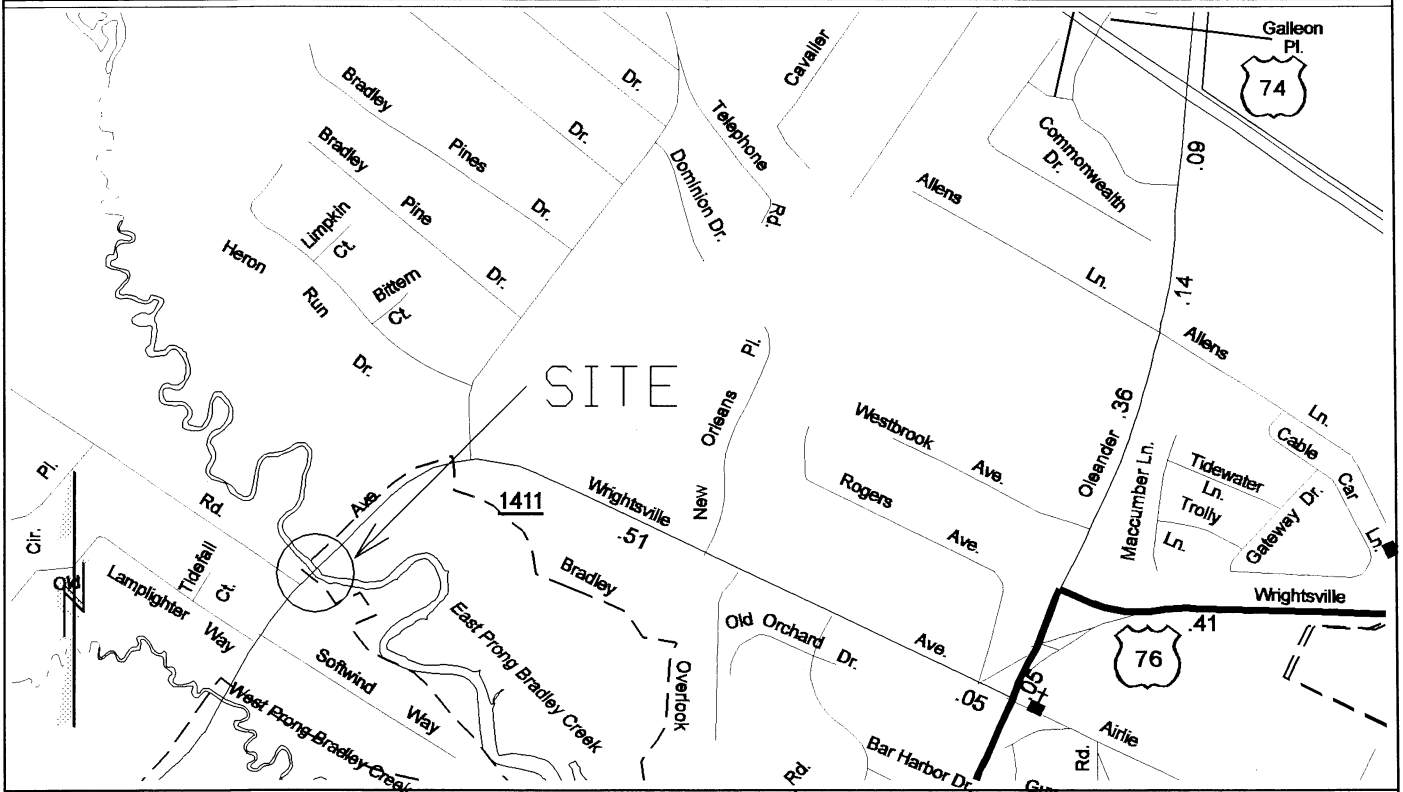 Galleon
Pl.
74
Cavalier
Dr.
Bradley
Telephone
Rd.
Dr.
Commonwealth
Dr.
.09
Bradley
Pines
Dr.
Dominion Dr.
Allens
Ln.
Limpkin
Ct.
Pine
Dr.
Heron
Run
Dr.
Bittern
Ct.
.14
Allens
Ln.
SITE
New Orleans Pl.
Westbrook
Ave.
Oleander .36
Maccumber Ln.
Cable
Car
Ln.
Tidewater
Ln.
Trolly
Ln.
Gateway Dr.
Rogers
Ave.
Pl.
Rd.
Ave.
1411
Wrightsville
.51
Cir.
Old
Tidefall
Ct.
Lamplighter
Way
Bradley
Overlook
East Prong Bradley Creek
Old Orchard
Dr.
Ave.
Wrightsville
.41
76
.05
.05
Softwind
Way
West Prong Bradley Creek
Airlie
Rd.
Bar Harbor Dr.
Rd.